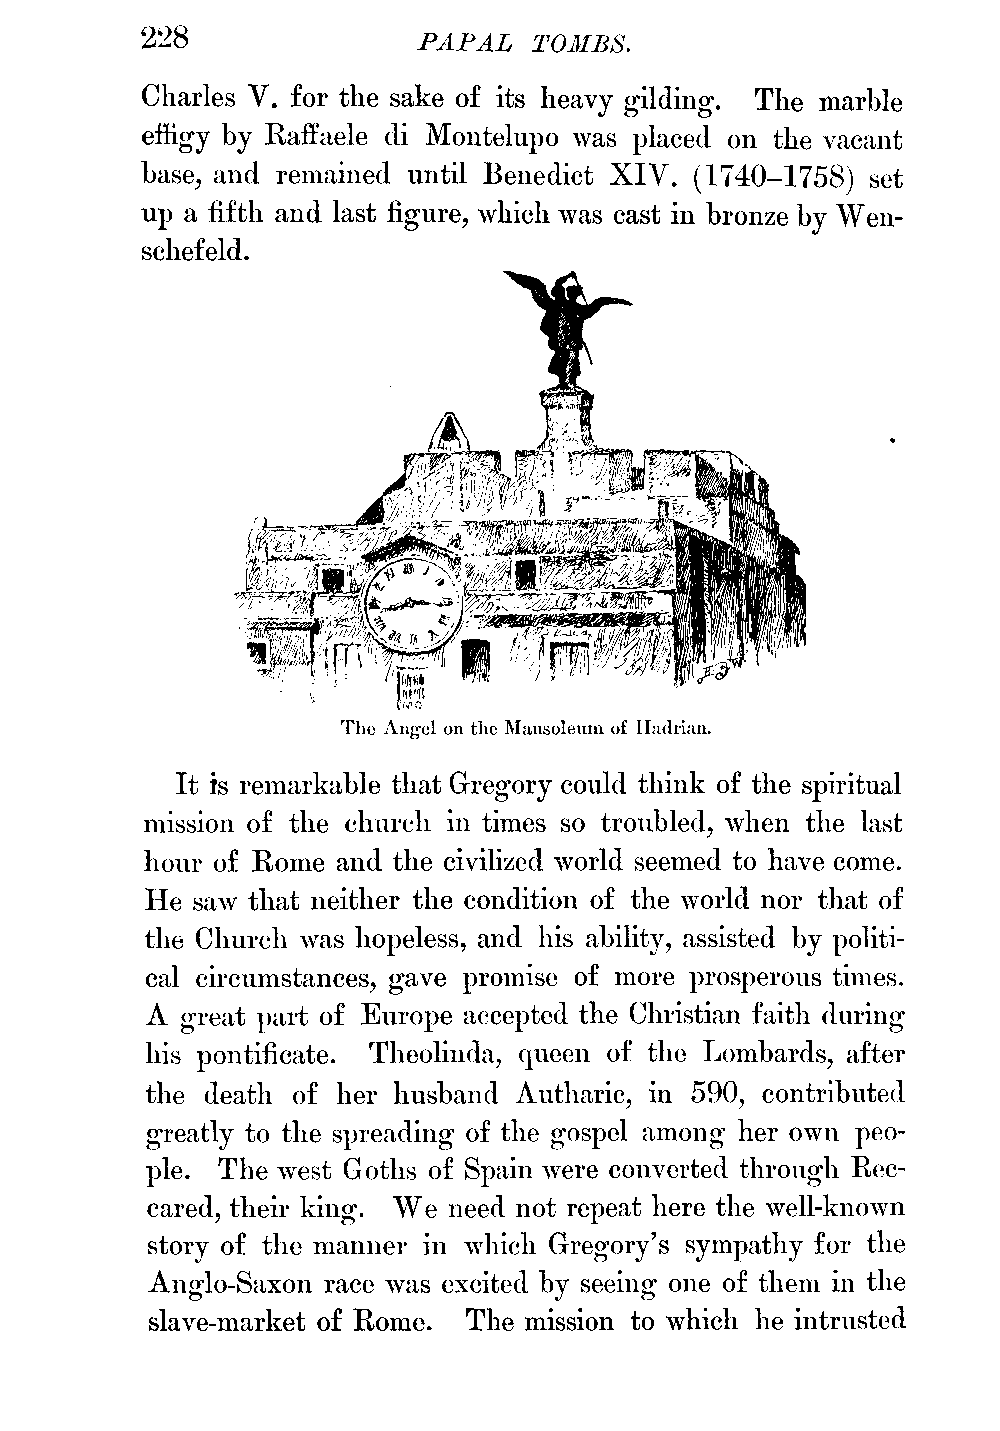 228
PAPAL TOMBS.
Charles V. for the sake of its heavy gilding. The marble
effigy by Raffaele di Montelupo was placed on the vacant
base, and remained until Benedict XIV. (1740–1758) set
up a fifth and last figure, which was cast in bronze by Wen-
schefeld.
The Angel on the Mausoleum of Hadrian.
It is remarkable that Gregory could think of the spiritual
mission of the church in times so troubled, when the last
hour of Rome and the civilized world seemed to have come.
He saw that neither the condition of the world nor that of
the Church was hopeless, and his ability, assisted by politi-
cal circumstances, gave promise of more prosperous times.
A great part of Europe accepted the Christian faith during
his pontificate. Theolinda, queen of the Lombards, after
the death of her husband Autharic, in 590, contributed
greatly to the spreading of the gospel among her own peo-
ple. The west Goths of Spain were converted through Rec-
cared, their king. We need not repeat here the well-known
story of the manner in which Gregory's sympathy for the
Anglo-Saxon race was excited by seeing one of them in the
slave-market of Rome. The mission to which he intrusted